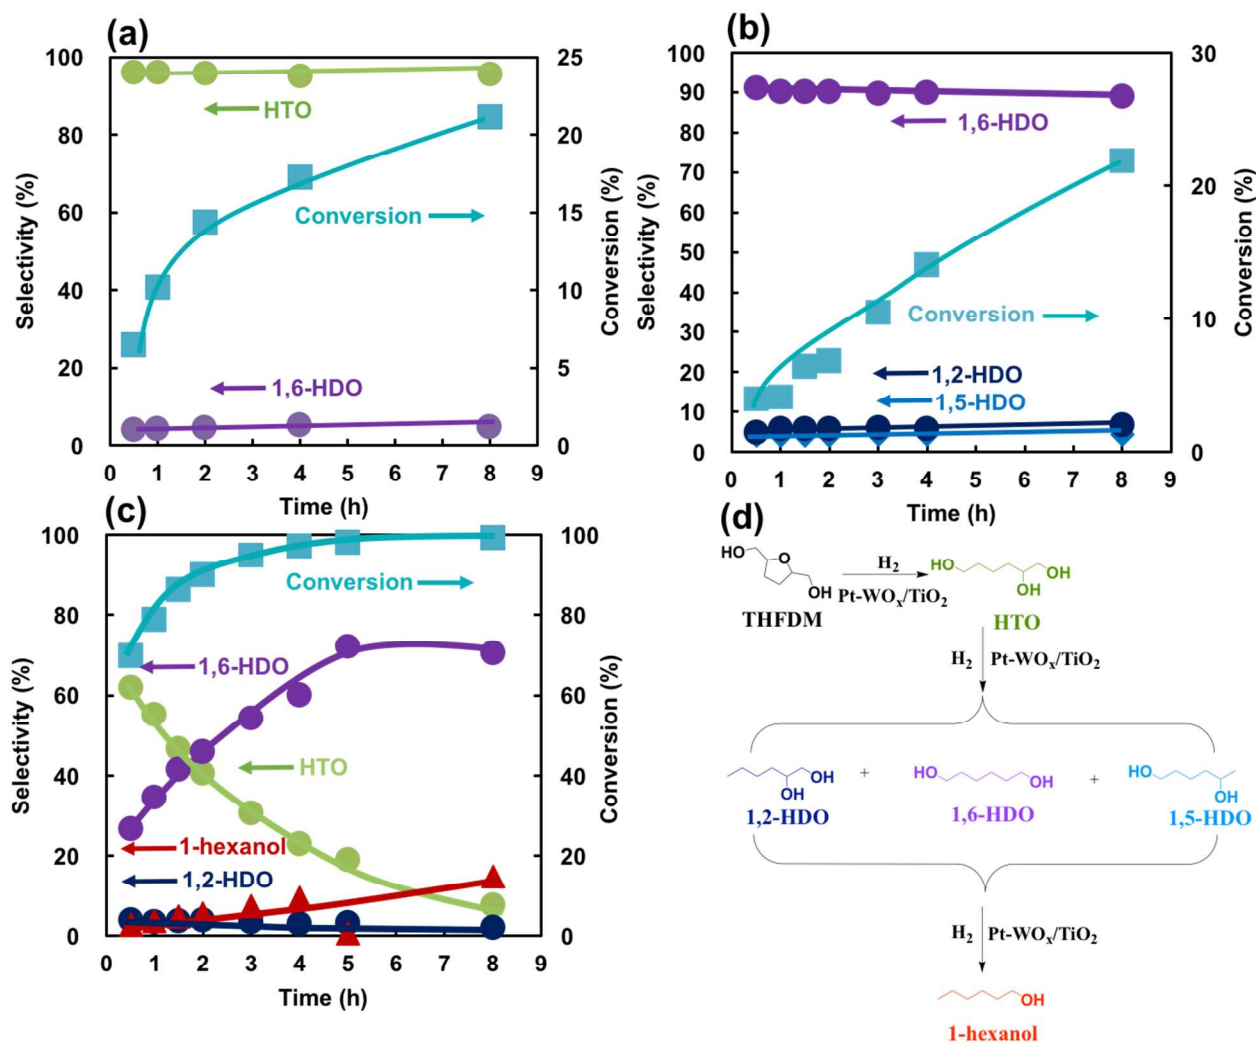 (a)
100
80
60
40
20
0
Selectivity (%)
25
20
15
10
5
0
Conversion (%)
HTO
Conversion
1,6-HDO
0 1 2 3 4 5 6 7 8 9
Time (h)
(b)
100
90
80
70
60
50
40
30
20
10
0
Selectivity (%)
30
20
10
0
Conversion (%)
1,6-HDO
Conversion
1,2-HDO
1,5-HDO
0 1 2 3 4 5 6 7 8 9
Time (h)
(c)
100
80
60
40
20
0
Selectivity (%)
100
80
60
40
20
0
Conversion (%)
Conversion
1,6-HDO
HTO
1-hexanol
1,2-HDO
0 1 2 3 4 5 6 7 8 9
Time (h)
(d)
HO
O
OH
THFDM
H₂
Pt-WOₓ/TiO₂
HO
OH
OH
HTO
H₂ Pt-WOₓ/TiO₂
OH
OH
1,2-HDO
+
HO
OH
1,6-HDO
+
HO
OH
1,5-HDO
H₂ Pt-WOₓ/TiO₂
OH
1-hexanol